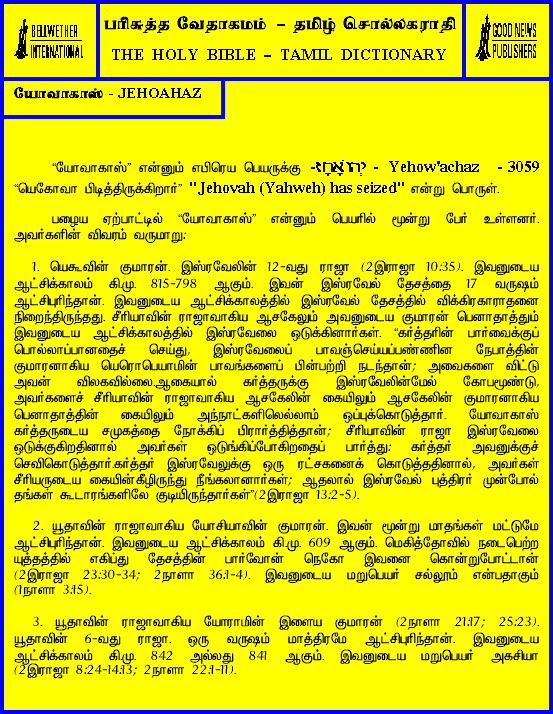 BELLWETHER
INTERNATIONAL
பரிசுத்த வேதாகமம் – தமிழ் சொல்லகராதி
THE HOLY BIBLE – TAMIL DICTIONARY
GOOD NEWS
PUBLISHERS
யோவாகாஸ் - JEHOAHAZ
“யோவாகாஸ்” என்னும் எபிரெய பெயருக்கு -יְהוֹאָחָז - Yehow'achaz - 3059
“யெகோவா பிடித்திருக்கிறார்” "Jehovah (Yahweh) has seized" என்று பொருள்.
பழைய ஏற்பாட்டில் “யோவாகாஸ்” என்னும் பெயரில் மூன்று பேர் உள்ளனர்.
அவர்களின் விவரம் வருமாறு:
1. யெகூவின் குமாரன். இஸ்ரவேலின் 12-வது ராஜா (2இராஜா 10:35). இவனுடைய
ஆட்சிக்காலம் கி.மு. 815-798 ஆகும். இவன் இஸ்ரவேல் தேசத்தை 17 வருஷம்
ஆட்சிபுரிந்தான். இவனுடைய ஆட்சிகாலத்தில் இஸ்ரவேல் தேசத்தில் விக்கிரகாராதனை
நிறைந்திருந்தது. சீரியாவின் ராஜாவாகிய ஆசகேலும் அவனுடைய குமாரன் பெனாதாத்தும்
இவனுடைய ஆட்சிகாலத்தில் இஸ்ரவேலை ஒடுக்கினார்கள். “கர்த்தரின் பார்வைக்குப்
பொல்லாப்பானதைச் செய்து, இஸ்ரவேலைப் பாவஞ்செய்யப்பண்ணின நேபாத்தின்
குமாரனாகிய யெரொபெயாமின் பாவங்களைப் பின்பற்றி நடந்தான்; அவைகளை விட்டு
அவன் விலகவில்லை.ஆகையால் கர்த்தருக்கு இஸ்ரவேலின்மேல் கோபமூண்டு,
அவர்களைச் சீரியாவின் ராஜாவாகிய ஆசகேலின் கையிலும் ஆசகேலின் குமாரனாகிய
பெனாதாத்தின் கையிலும் அந்நாட்களிலெல்லாம் ஒப்புக்கொடுத்தார். யோவாகாஸ்
கர்த்தருடைய சமுகத்தை நோக்கிப் பிரார்த்தித்தான்; சீரியாவின் ராஜா இஸ்ரவேலை
ஒடுக்குகிறதினால் அவர்கள் ஒடுங்கிப்போகிறதைப் பார்த்து: கர்த்தர் அவனுக்குச்
செவிகொடுத்தார்.கர்த்தர் இஸ்ரவேலுக்கு ஒரு ரட்சகனைக் கொடுத்ததினால், அவர்கள்
சீரியருடைய கையின்கீழிருந்து நீங்கலானார்கள்; ஆதலால் இஸ்ரவேல் புத்திரர் முன்போல்
தங்கள் கூடாரங்களிலே குடியிருந்தார்கள்”(2இராஜா 13:2-5).
2. யூதாவின் ராஜாவாகிய யோசியாவின் குமாரன். இவன் மூன்று மாதங்கள் மட்டுமே
ஆட்சிபுரிந்தான். இவனுடைய ஆட்சிக்காலம் கி.மு. 609 ஆகும். மெகித்தோவில் நடைபெற்ற
யுத்தத்தில் எகிப்து தேசத்தின் பார்வோன் நெகோ இவனை கொன்றுபோட்டான்
(2இராஜா 23:30-34; 2நாளா 36:1-4). இவனுடைய மறுபெயர் சல்லூம் என்பதாகும்
(1நாளா 3:15).
3. யூதாவின் ராஜாவாகிய யோராமின் இளைய குமாரன் (2நாளா 21:17; 25:23).
யூதாவின் 6-வது ராஜா. ஒரு வருஷம் மாத்திரமே ஆட்சிபுரிந்தான். இவனுடைய
ஆட்சிக்காலம் கி.மு. 842 அல்லது 841 ஆகும். இவனுடைய மறுபெயர் அகசியா
(2இராஜா 8:24-14:13; 2நாளா 22:1-11).